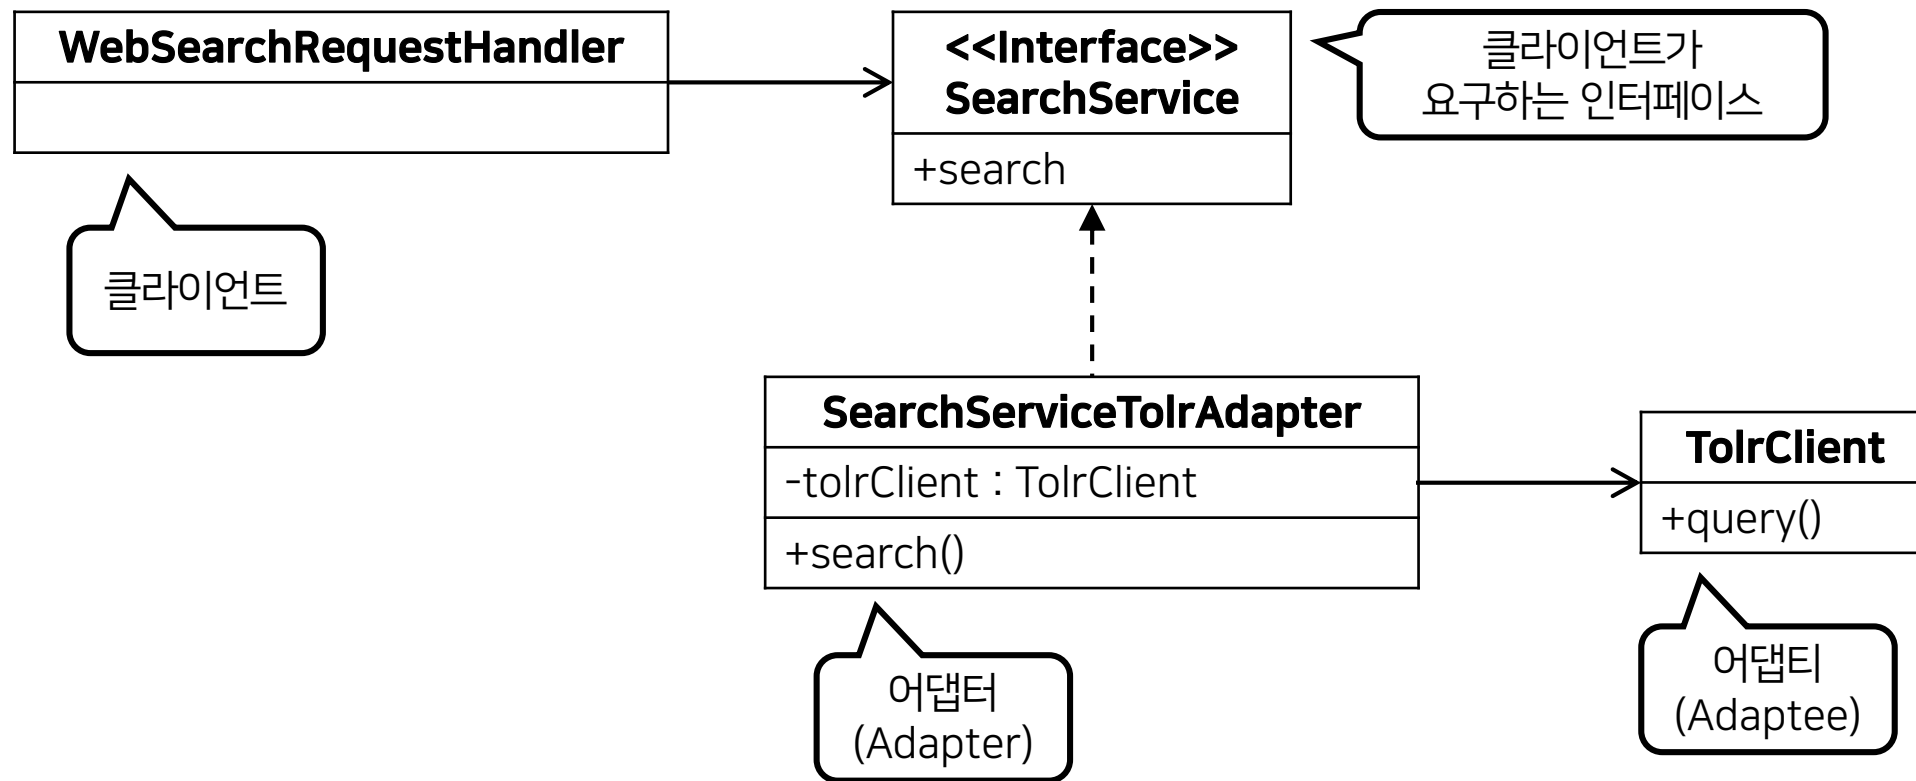 WebSearchRequestHandler
<<Interface>>
SearchService
+search
클라이언트가
요구하는 인터페이스
클라이언트
SearchServiceTolrAdapter
-tolrClient : TolrClient
+search()
TolrClient
+query()
어댑터
(Adapter)
어댑티
(Adaptee)